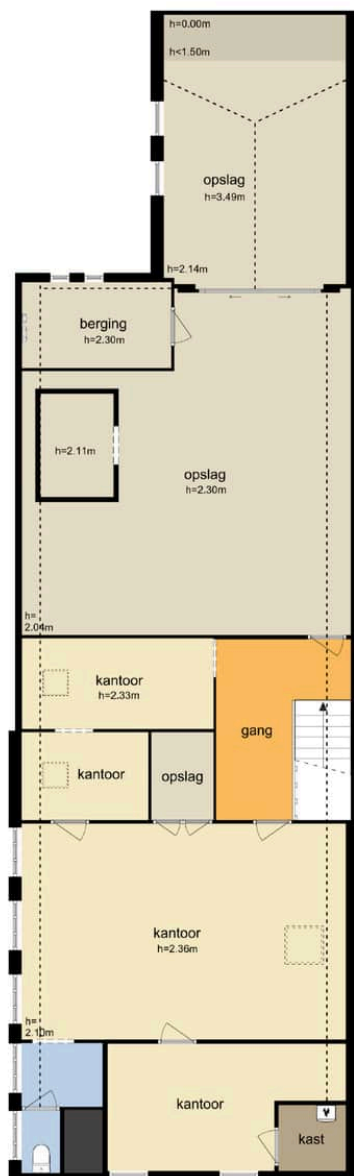 h=0.00m
h<1.50m
opslag
h=3.49m
h=2.14m
berging
h=2.30m
h=2.11m
opslag
h=2.30m
h=
2.04m
kantoor
h=2.33m
gang
kantoor
opslag
kantoor
h=2.36m
h=
2.10m
kantoor
kast